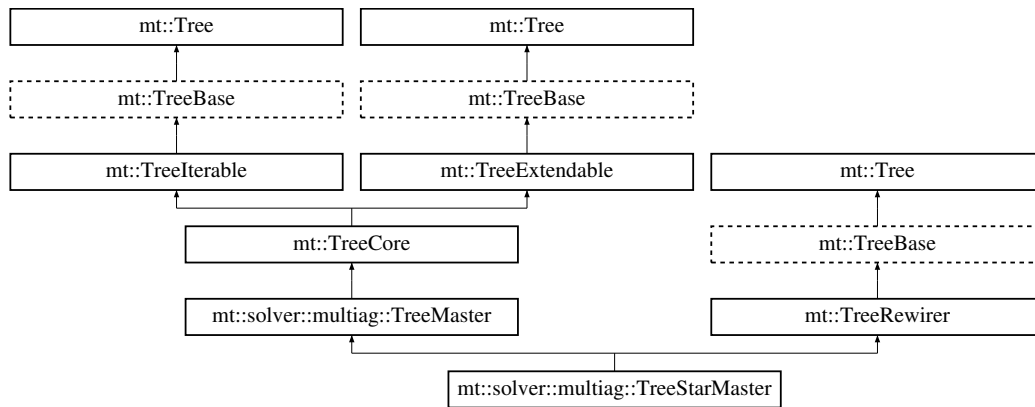 mt::Tree
mt::Tree
mt::TreeBase
mt::TreeBase
mt::TreeIterable
mt::TreeExtendable
mt::Tree
mt::TreeCore
mt::TreeBase
mt::solver::multiag::TreeMaster
mt::TreeRewirer
mt::solver::multiag::TreeStarMaster